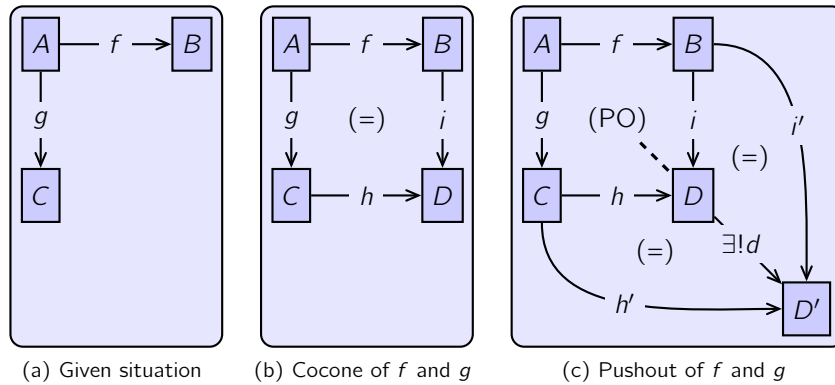 A f B A f B A f B
g g (=) i g (PO) i i'
(=)
C C h D C h D
(=) ∃!d
h' D'
(a) Given situation (b) Cocone of f and g (c) Pushout of f and g